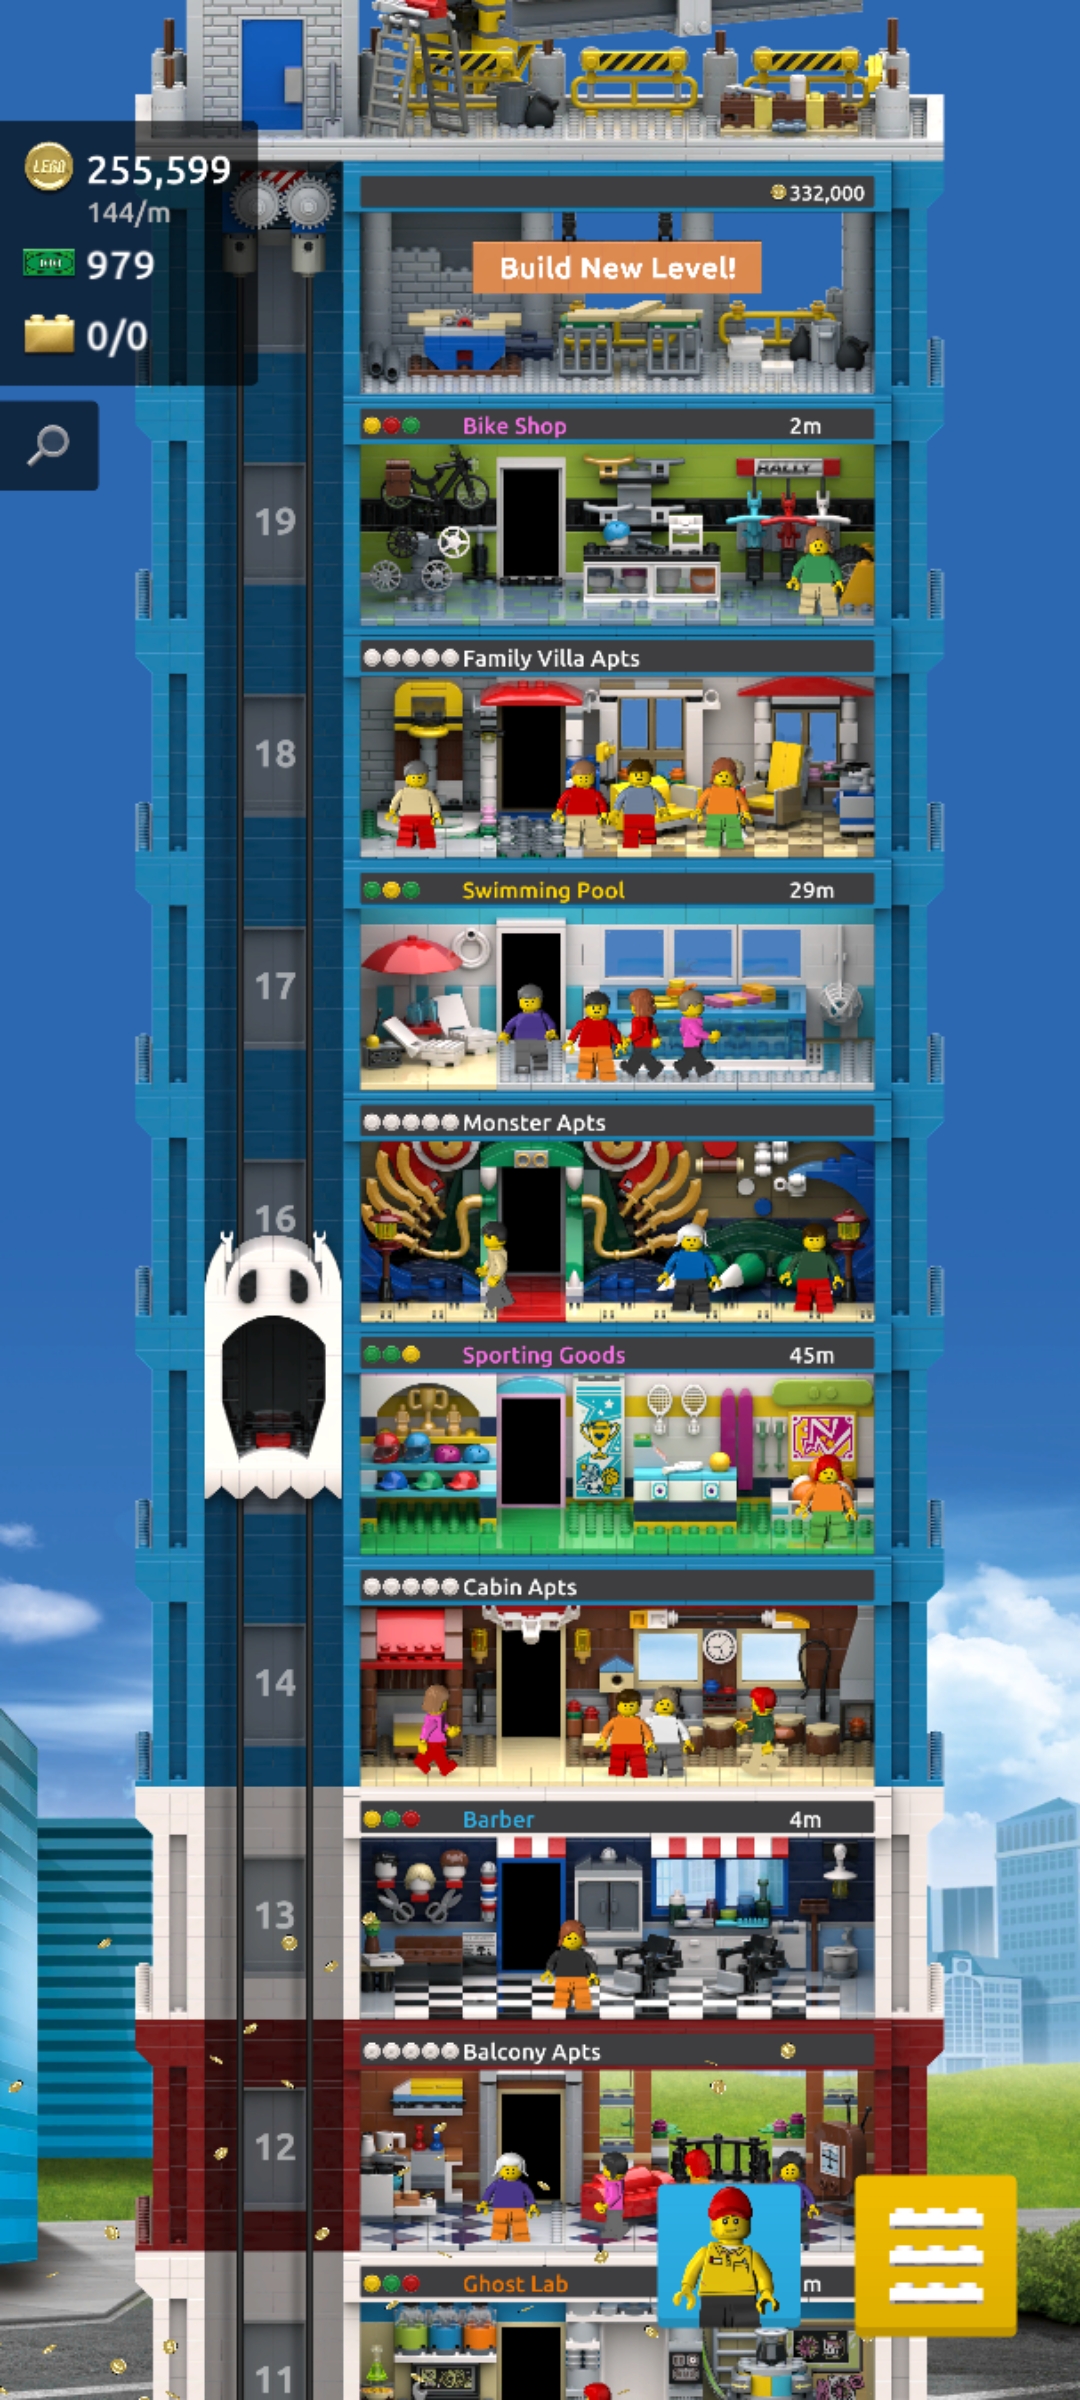 LEGO 255,599
144/m
979
0/0
332,000
Build New Level!
Bike Shop 2m
RALLY
19
Family Villa Apts
18
Swimming Pool 29m
17
Monster Apts
16
Sporting Goods 45m
Cabin Apts
14
Barber 4m
13
Balcony Apts
12
Ghost Lab m
11